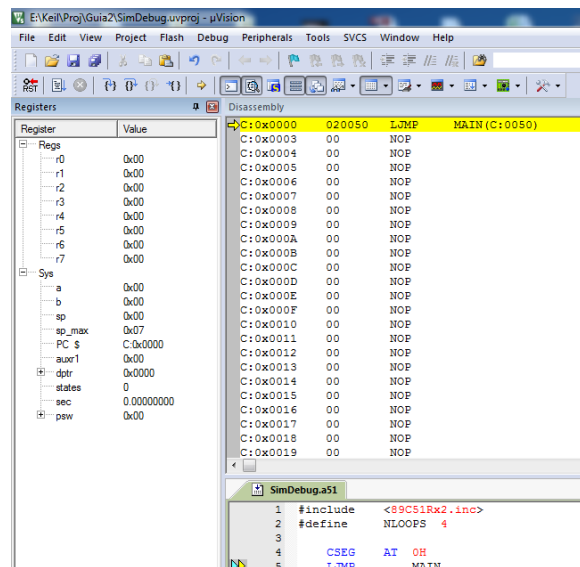 E:\Keil\Proj\Guia2\SimDebug.uvproj - µVision
File Edit View Project Flash Debug Peripherals Tools SVCS Window Help
RST
Registers
Register Value
Regs
r0 0x00
r1 0x00
r2 0x00
r3 0x00
r4 0x00
r5 0x00
r6 0x00
r7 0x00
Sys
a 0x00
b 0x00
sp 0x00
sp_max 0x07
PC $ C:0x0000
auxr1 0x00
dptr 0x0000
states 0
sec 0.00000000
psw 0x00
Disassembly
C:0x0000 020050 LJMP MAIN(C:0050)
C:0x0003 00 NOP
C:0x0004 00 NOP
C:0x0005 00 NOP
C:0x0006 00 NOP
C:0x0007 00 NOP
C:0x0008 00 NOP
C:0x0009 00 NOP
C:0x000A 00 NOP
C:0x000B 00 NOP
C:0x000C 00 NOP
C:0x000D 00 NOP
C:0x000E 00 NOP
C:0x000F 00 NOP
C:0x0010 00 NOP
C:0x0011 00 NOP
C:0x0012 00 NOP
C:0x0013 00 NOP
C:0x0014 00 NOP
C:0x0015 00 NOP
C:0x0016 00 NOP
C:0x0017 00 NOP
C:0x0018 00 NOP
C:0x0019 00 NOP
SimDebug.a51
1 #include <89C51Rx2.inc>
2 #define NLOOPS 4
3
4 CSEG AT 0H
5 LJMP MAIN